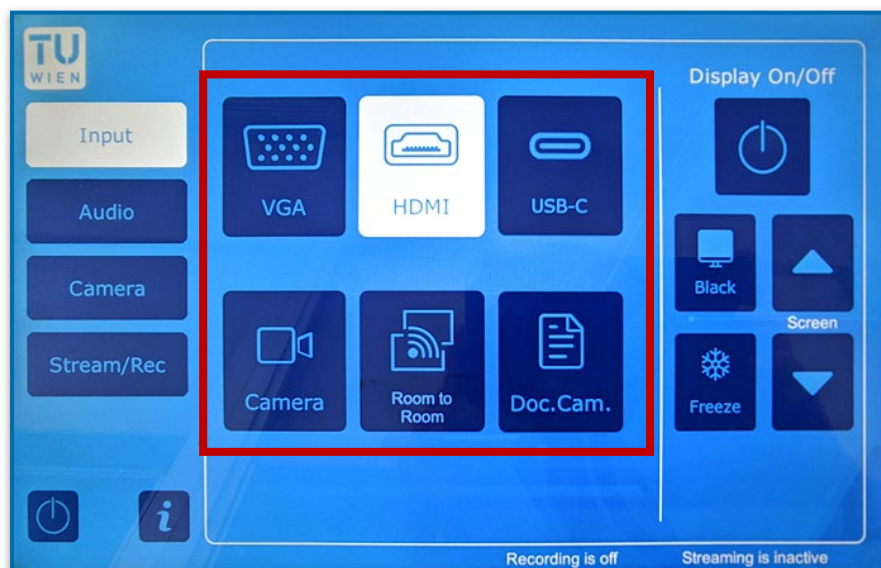 TU
WIEN
Input
Audio
Camera
Stream/Rec
VGA
HDMI
USB-C
Camera
Room to
Room
Doc.Cam.
Display On/Off
Black
Screen
Freeze
i
Recording is off
Streaming is inactive